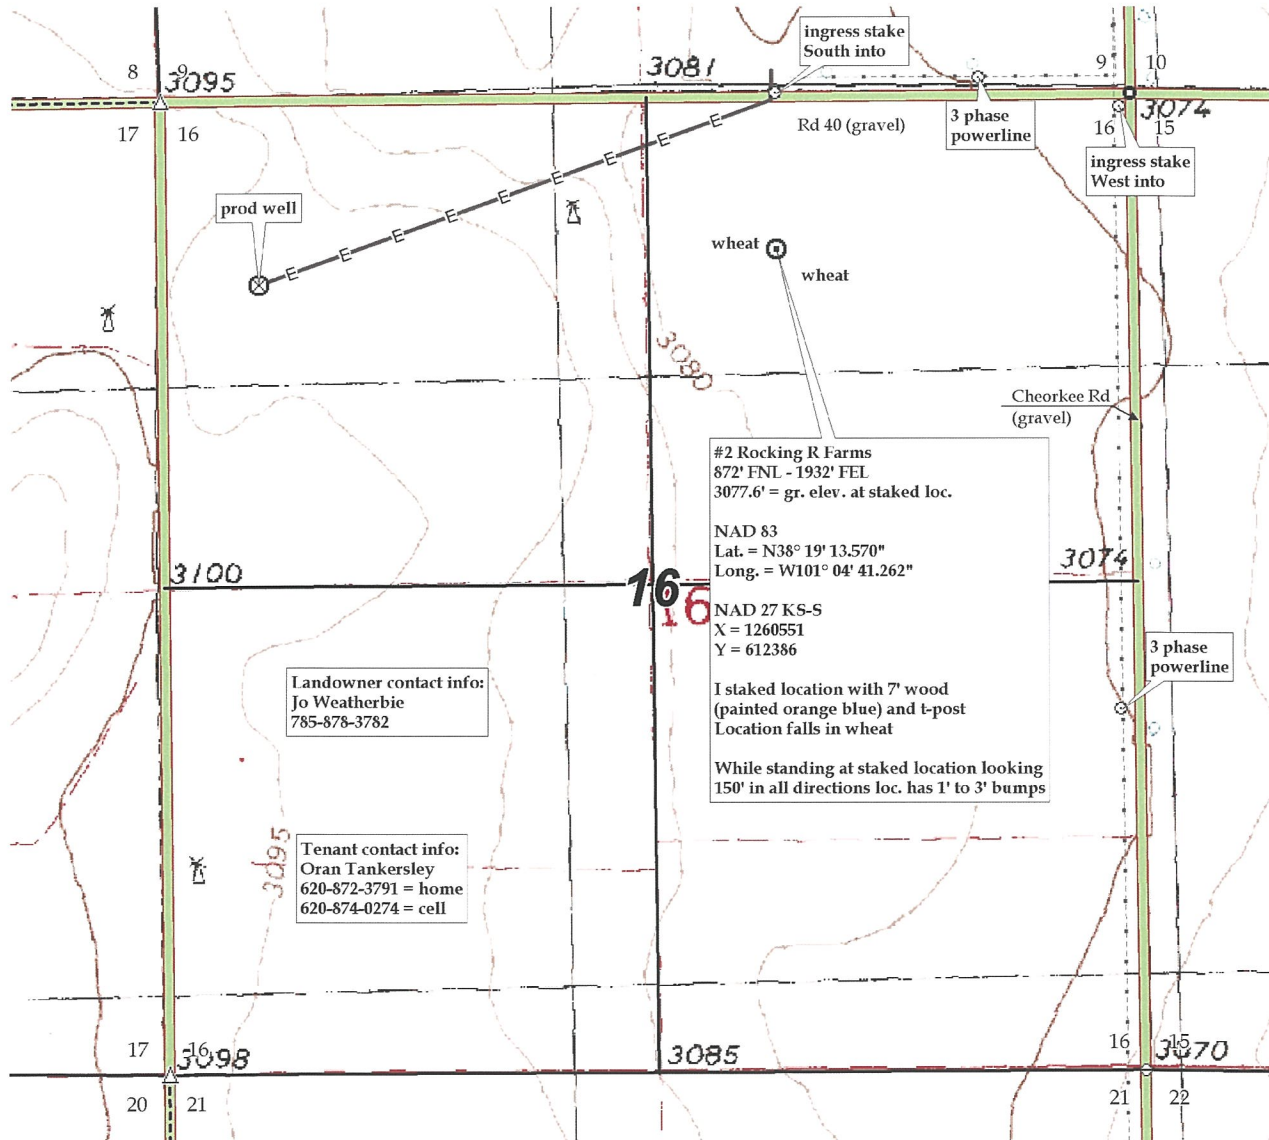 ingress stake
South into
8
9
3095
3081
9
10
3074
17
16
Rd 40 (gravel)
3 phase
powerline
16
15
ingress stake
West into
prod well
E
E
E
E
E
E
E
E
E
wheat
wheat
3080
Cheorkee Rd
(gravel)
#2 Rocking R Farms
872' FNL - 1932' FEL
3077.6' = gr. elev. at staked loc.
NAD 83
Lat. = N38° 19' 13.570"
Long. = W101° 04' 41.262"
NAD 27 KS-S
X = 1260551
Y = 612386
I staked location with 7' wood
(painted orange blue) and t-post
Location falls in wheat
While standing at staked location looking
150' in all directions loc. has 1' to 3' bumps
3100
16
16
3074
3 phase
powerline
Landowner contact info:
Jo Weatherbie
785-878-3782
3095
Tenant contact info:
Oran Tankersley
620-872-3791 = home
620-874-0274 = cell
17
16
3098
3085
16
15
3070
20
21
21
22